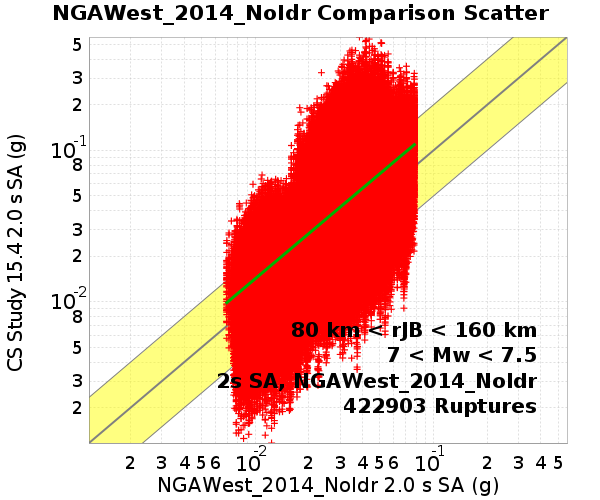 NGAWest_2014_NoIdr Comparison Scatter
5
3
2
10-1
8
5
3
2
10-2
8
5
3
2
CS Study 15.4 2.0 s SA (g)
80 km < rJB < 160 km
7 < Mw < 7.5
2s SA, NGAWest_2014_NoIdr
422903 Ruptures
2 3 4 5 6 10-2 2 3 4 5 6 10-1 2 3 4 5
NGAWest_2014_NoIdr 2.0 s SA (g)